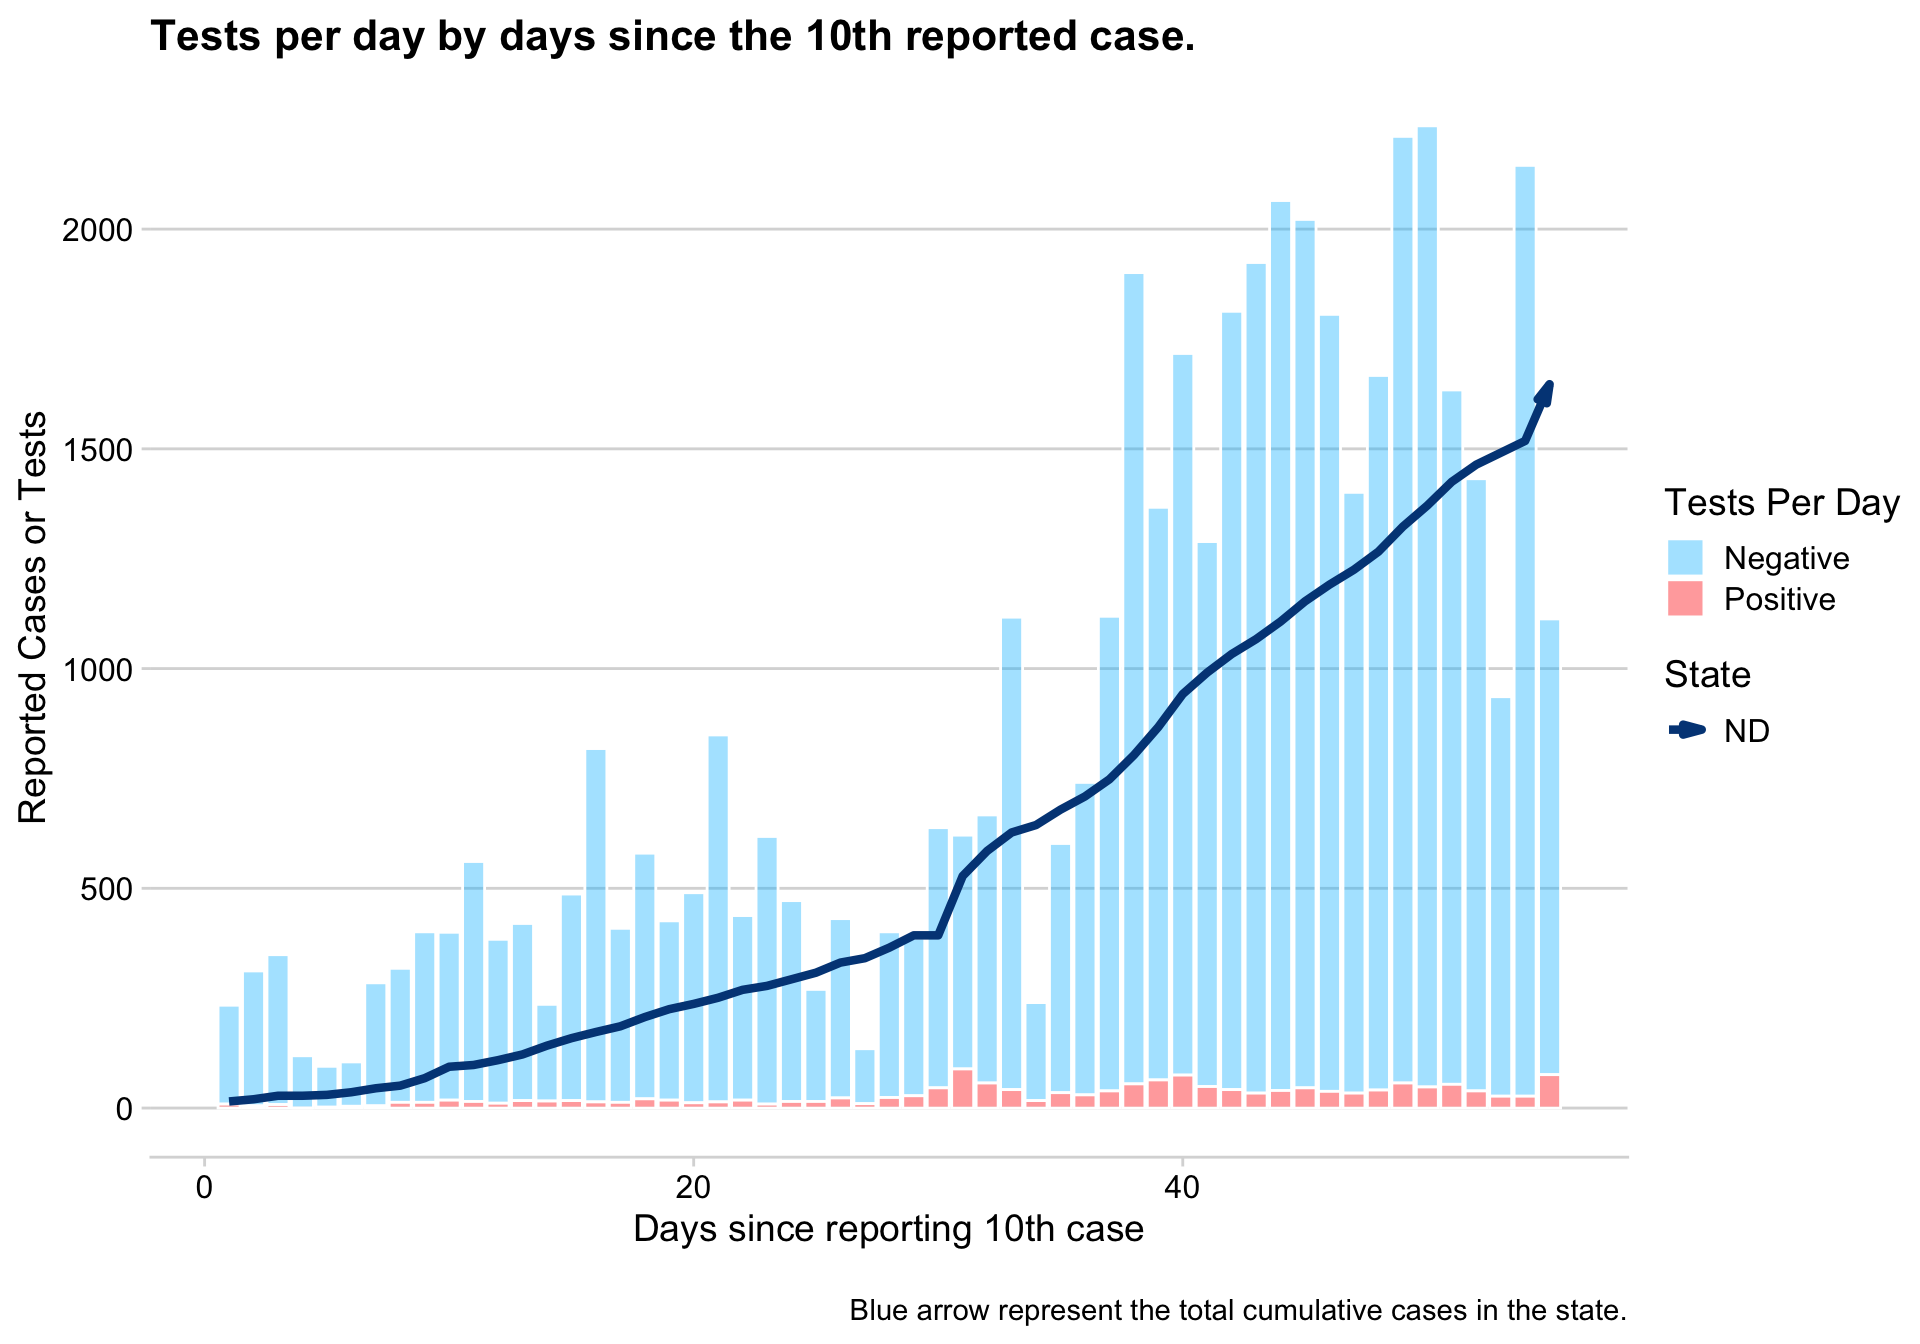 Tests per day by days since the 10th reported case.
Reported Cases or Tests
2000
1500
1000
500
0
0 20 40
Days since reporting 10th case
Tests Per Day
Negative
Positive
State
ND
Blue arrow represent the total cumulative cases in the state.